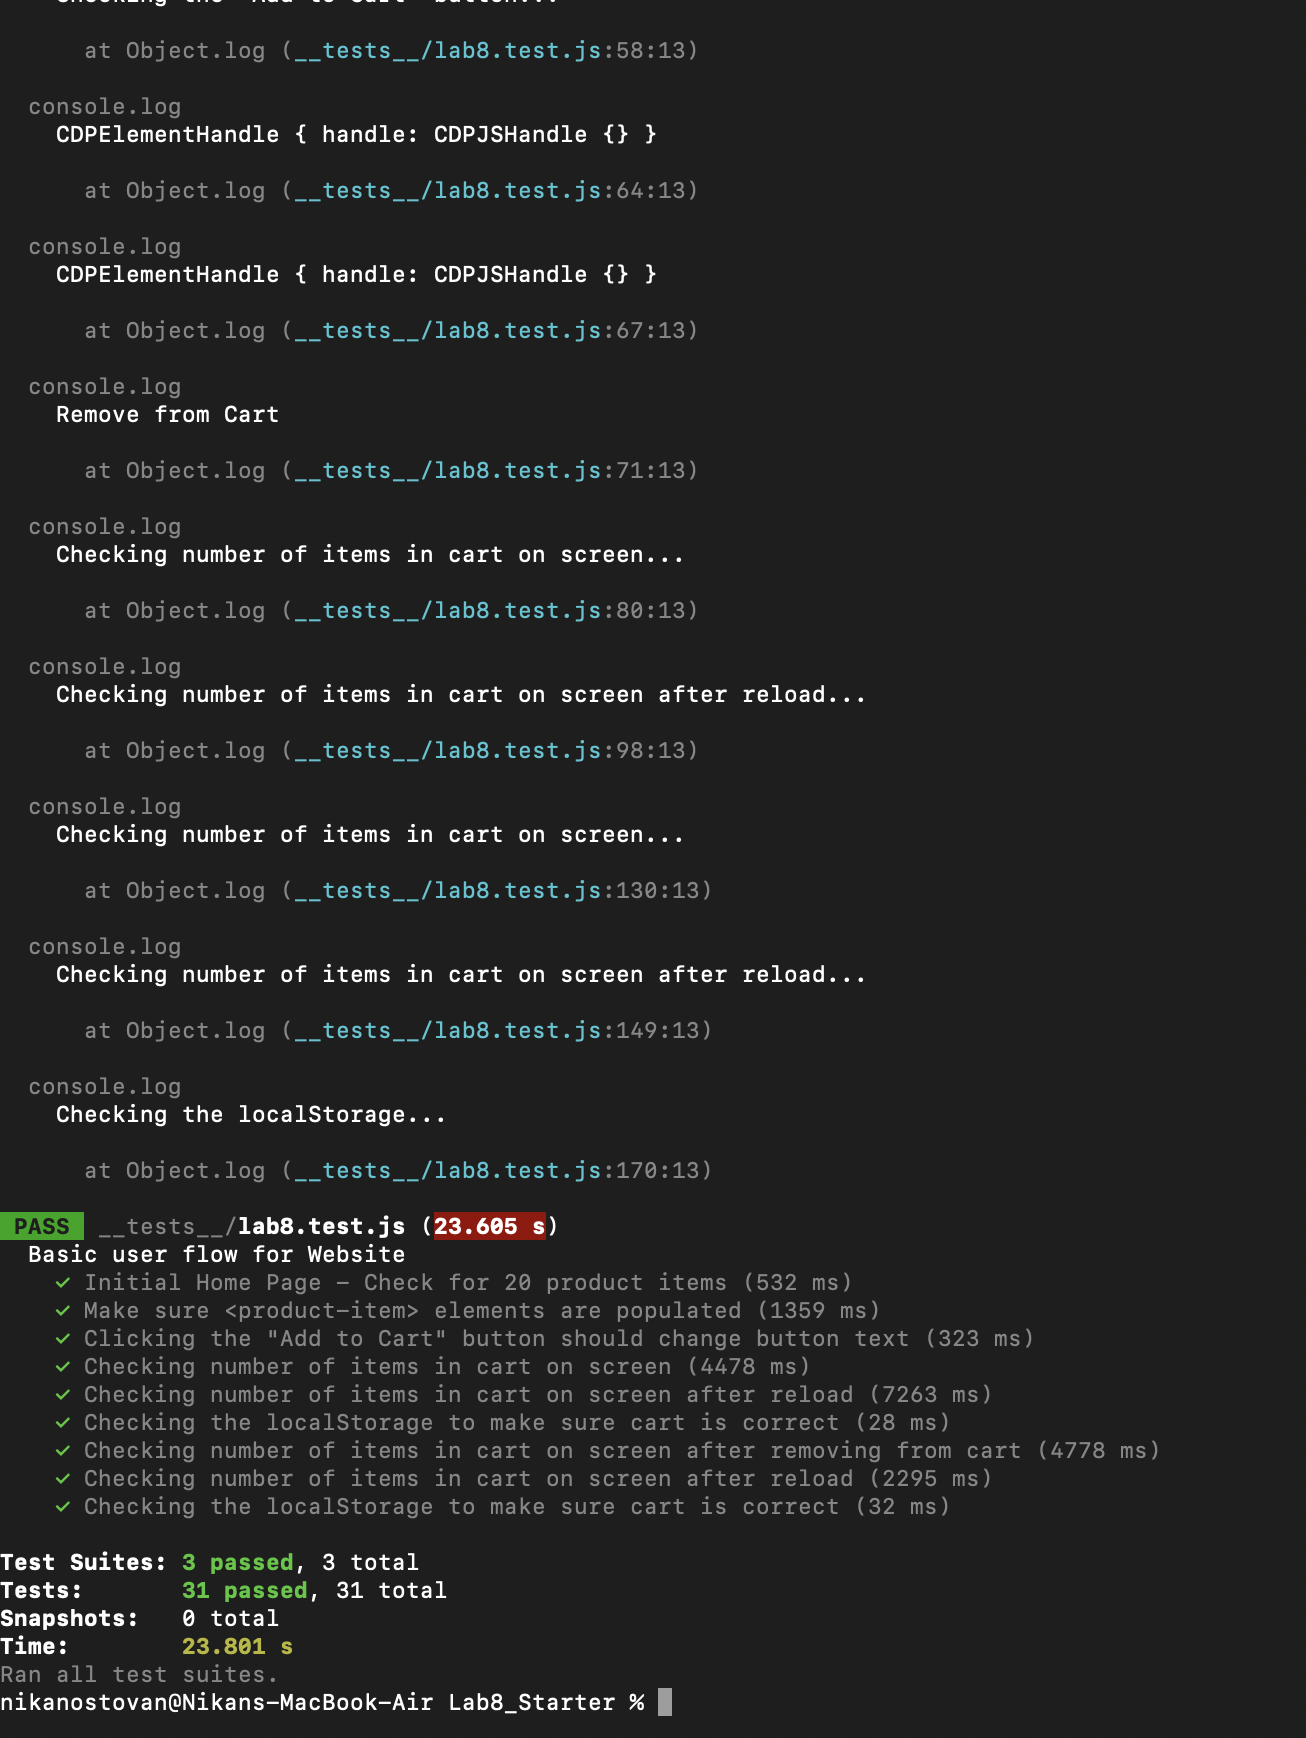 Checking the "Add to Cart" button...
at Object.log (__tests__/lab8.test.js:58:13)
console.log
CDPElementHandle { handle: CDPJSHandle {} }
at Object.log (__tests__/lab8.test.js:64:13)
console.log
CDPElementHandle { handle: CDPJSHandle {} }
at Object.log (__tests__/lab8.test.js:67:13)
console.log
Remove from Cart
at Object.log (__tests__/lab8.test.js:71:13)
console.log
Checking number of items in cart on screen...
at Object.log (__tests__/lab8.test.js:80:13)
console.log
Checking number of items in cart on screen after reload...
at Object.log (__tests__/lab8.test.js:98:13)
console.log
Checking number of items in cart on screen...
at Object.log (__tests__/lab8.test.js:130:13)
console.log
Checking number of items in cart on screen after reload...
at Object.log (__tests__/lab8.test.js:149:13)
console.log
Checking the localStorage...
at Object.log (__tests__/lab8.test.js:170:13)
PASS __tests__/lab8.test.js (23.605 s)
Basic user flow for Website
✓ Initial Home Page – Check for 20 product items (532 ms)
✓ Make sure <product-item> elements are populated (1359 ms)
✓ Clicking the "Add to Cart" button should change button text (323 ms)
✓ Checking number of items in cart on screen (4478 ms)
✓ Checking number of items in cart on screen after reload (7263 ms)
✓ Checking the localStorage to make sure cart is correct (28 ms)
✓ Checking number of items in cart on screen after removing from cart (4778 ms)
✓ Checking number of items in cart on screen after reload (2295 ms)
✓ Checking the localStorage to make sure cart is correct (32 ms)
Test Suites: 3 passed, 3 total
Tests: 31 passed, 31 total
Snapshots: 0 total
Time: 23.801 s
Ran all test suites.
nikanostovan@Nikans-MacBook-Air Lab8_Starter %